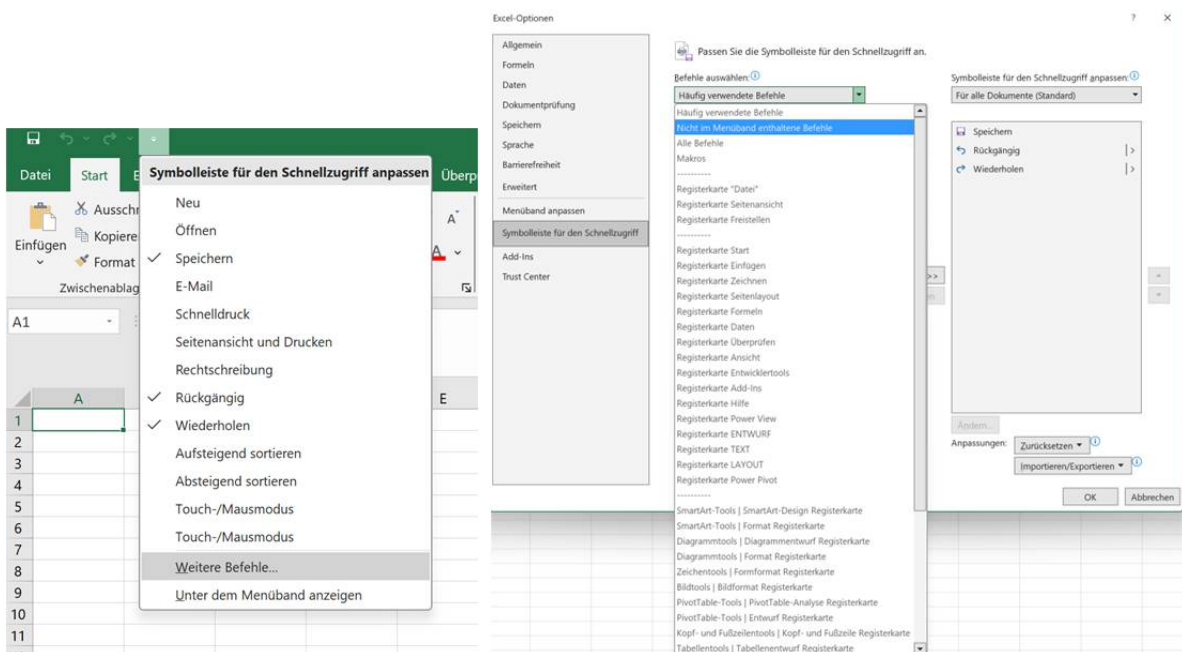 Datei Start E Überp
Symbolleiste für den Schnellzugriff anpassen
Neu
Öffnen
Speichern
E-Mail
Schnelldruck
Seitenansicht und Drucken
Rechtschreibung
Rückgängig
Wiederholen
Aufsteigend sortieren
Absteigend sortieren
Touch-/Mausmodus
Touch-/Mausmodus
Weitere Befehle...
Unter dem Menüband anzeigen
Einfügen
Ausschn
Kopiere
Format
Zwischenablag
A
A
A1
A E
1
2
3
4
5
6
7
8
9
10
11
Excel-Optionen ? ×
Allgemein
Formeln
Daten
Dokumentprüfung
Speichern
Sprache
Barrierefreiheit
Erweitert
Menüband anpassen
Symbolleiste für den Schnellzugriff
Add-Ins
Trust Center
Passen Sie die Symbolleiste für den Schnellzugriff an.
Befehle auswählen:
Häufig verwendete Befehle
Häufig verwendete Befehle
Nicht im Menüband enthaltene Befehle
Alle Befehle
Makros
----------
Registerkarte "Datei"
Registerkarte Seitenansicht
Registerkarte Freistellen
----------
Registerkarte Start
Registerkarte Einfügen
Registerkarte Zeichnen
Registerkarte Seitenlayout
Registerkarte Formeln
Registerkarte Daten
Registerkarte Überprüfen
Registerkarte Ansicht
Registerkarte Entwicklertools
Registerkarte Add-Ins
Registerkarte Hilfe
Registerkarte Power View
Registerkarte ENTWURF
Registerkarte TEXT
Registerkarte LAYOUT
Registerkarte Power Pivot
----------
SmartArt-Tools | SmartArt-Design Registerkarte
SmartArt-Tools | Format Registerkarte
Diagrammtools | Diagrammentwurf Registerkarte
Diagrammtools | Format Registerkarte
Zeichentools | Formformat Registerkarte
Bildtools | Bildformat Registerkarte
PivotTable-Tools | PivotTable-Analyse Registerkarte
PivotTable-Tools | Entwurf Registerkarte
Kopf- und Fußzeilentools | Kopf- und Fußzeile Registerkarte
Tabellentools | Tabellenentwurf Registerkarte
>>
en
Symbolleiste für den Schnellzugriff anpassen:
Für alle Dokumente (Standard)
Speichern
Rückgängig
Wiederholen
Ändern...
Anpassungen: Zurücksetzen
Importieren/Exportieren
OK Abbrechen